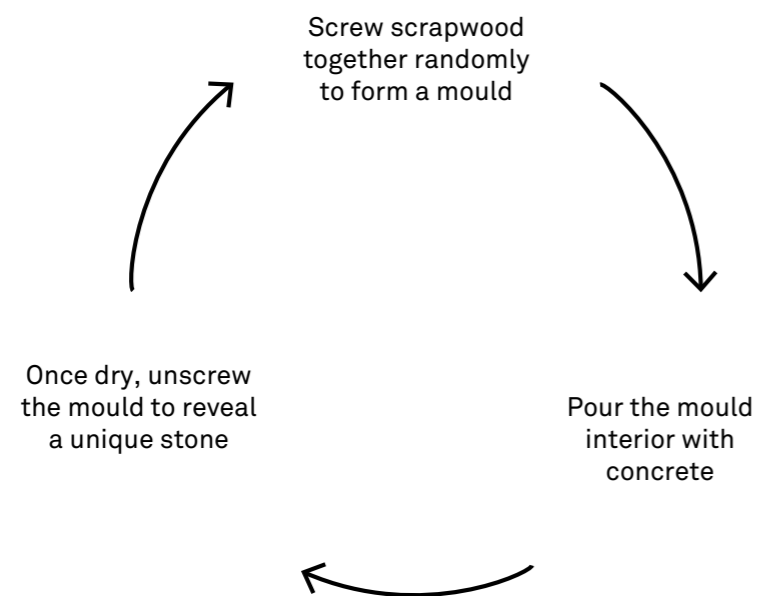 Screw scrapwood
together randomly
to form a mould
Pour the mould
interior with
concrete
Once dry, unscrew
the mould to reveal
a unique stone